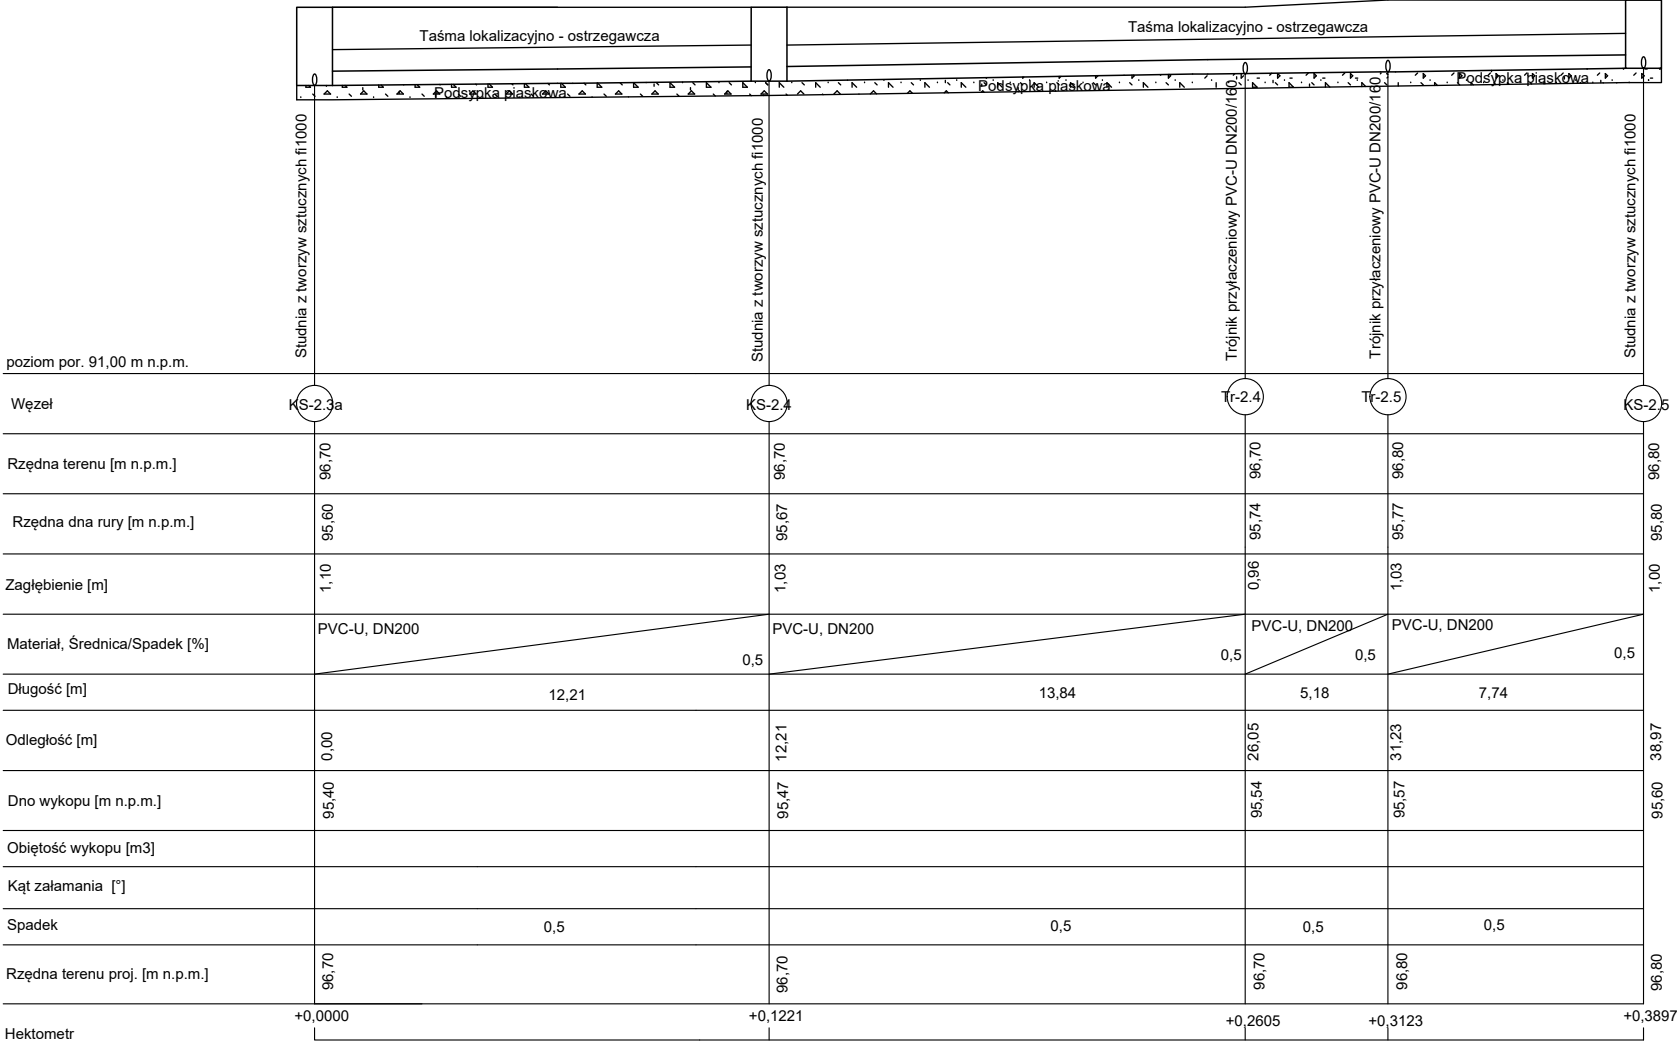 Taśma lokalizacyjno - ostrzegawcza
Taśma lokalizacyjno - ostrzegawcza
Podsypka piaskowa
Podsypka piaskowa
Podsypka piaskowa
Studnia z tworzyw sztucznych fi1000
Studnia z tworzyw sztucznych fi1000
Trójnik przyłaczeniowy PVC-U DN200/160
Trójnik przyłaczeniowy PVC-U DN200/160
Studnia z tworzyw sztucznych fi1000
poziom por. 91,00 m n.p.m.
Węzeł KS-2.3a KS-2.4 Tr-2.4 Tr-2.5 KS-2.5
Rzędna terenu [m n.p.m.] 96,70 96,70 96,70 96,80 96,80
Rzędna dna rury [m n.p.m.] 95,60 95,67 95,74 95,77 95,80
Zagłębienie [m] 1,10 1,03 0,96 1,03 1,00
Materiał, Średnica/Spadek [%] PVC-U, DN200 0,5 PVC-U, DN200 0,5 PVC-U, DN200 0,5 PVC-U, DN200 0,5
Długość [m] 12,21 13,84 5,18 7,74
Odległość [m] 0,00 12,21 26,05 31,23 38,97
Dno wykopu [m n.p.m.] 95,40 95,47 95,54 95,57 95,60
Obiętość wykopu [m3]
Kąt załamania [°]
Spadek 0,5 0,5 0,5 0,5
Rzędna terenu proj. [m n.p.m.] 96,70 96,70 96,70 96,80 96,80
Hektometr +0,0000 +0,1221 +0,2605 +0,3123 +0,3897